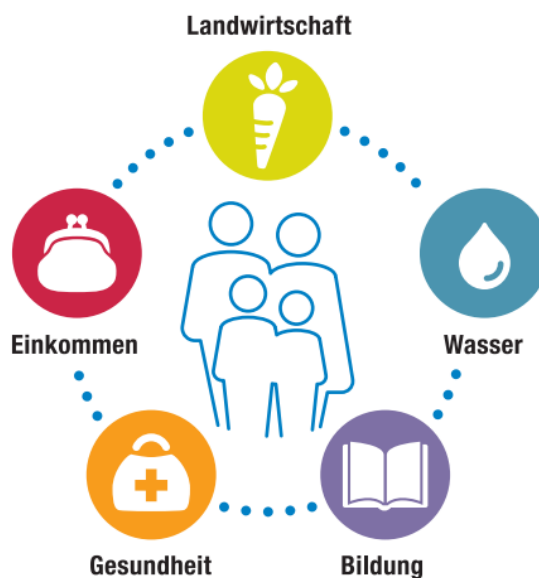 Landwirtschaft
Einkommen
Wasser
Gesundheit
Bildung